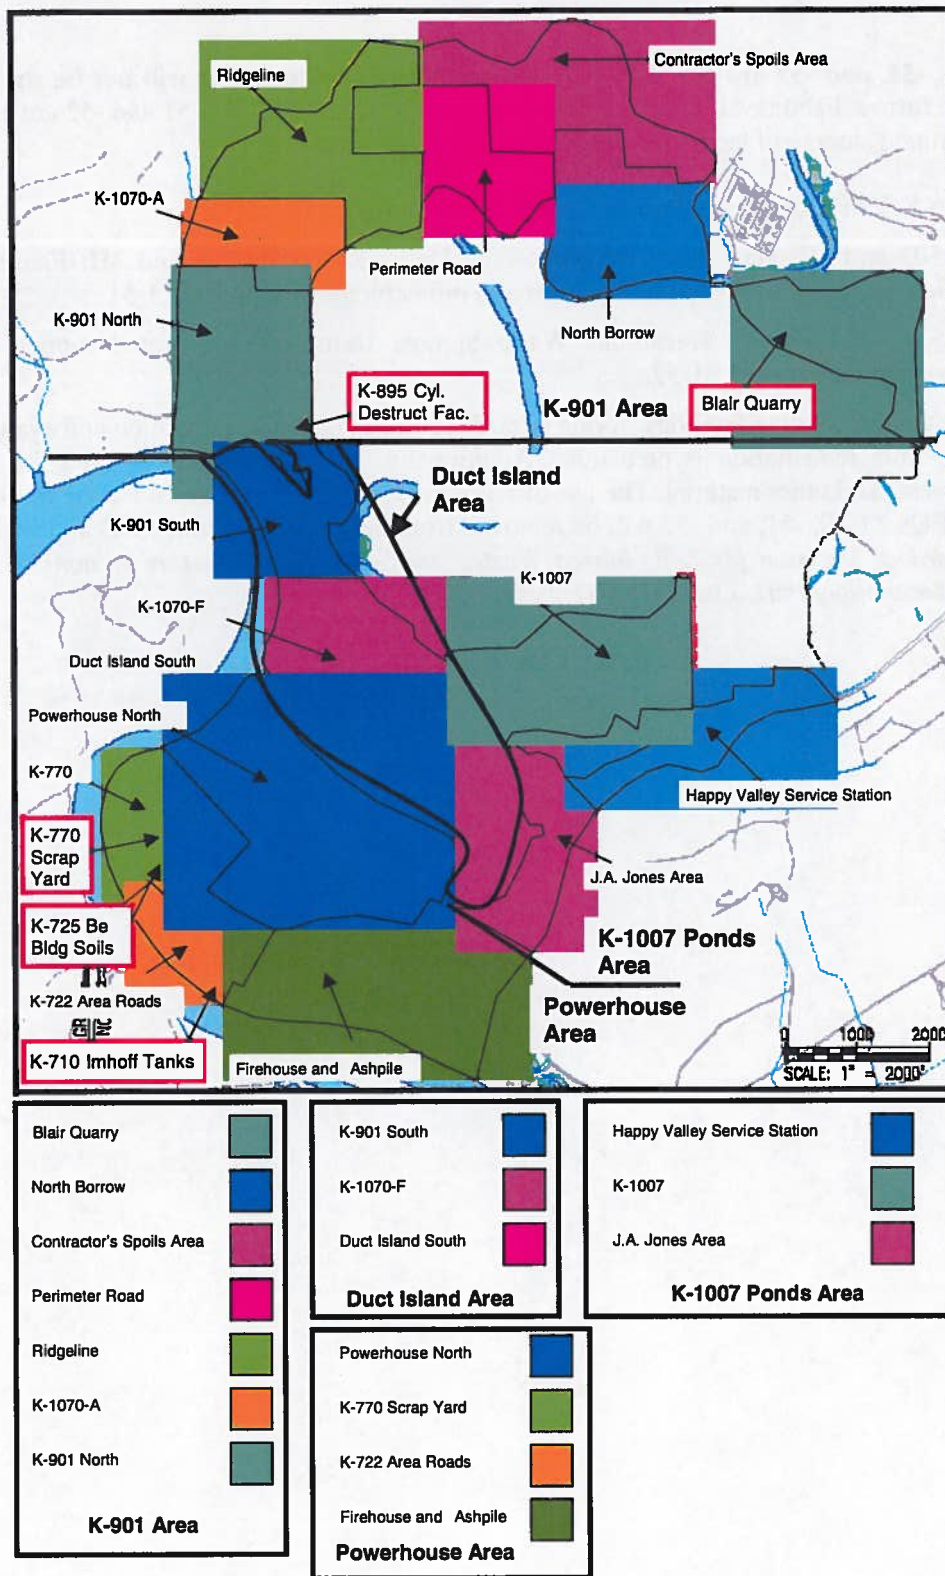 Contractor's Spoils Area
Ridgeline
K-1070-A
Perimeter Road
K-901 North
North Borrow
K-895 Cyl.
Destruct Fac.
K-901 Area
Blair Quarry
Duct Island
Area
K-901 South
K-1007
K-1070-F
Duct Island South
Powerhouse North
K-770
Happy Valley Service Station
K-770
Scrap
Yard
J.A. Jones Area
K-725 Be
Bldg Soils
K-1007 Ponds
Area
K-722 Area Roads
Powerhouse
Area
K-710 Imhoff Tanks
Firehouse and Ashpile
0 1000 2000
SCALE: 1" = 2000'
Blair Quarry
North Borrow
Contractor's Spoils Area
Perimeter Road
Ridgeline
K-1070-A
K-901 North
K-901 Area
K-901 South
K-1070-F
Duct Island South
Duct Island Area
Happy Valley Service Station
K-1007
J.A. Jones Area
K-1007 Ponds Area
Powerhouse North
K-770 Scrap Yard
K-722 Area Roads
Firehouse and Ashpile
Powerhouse Area